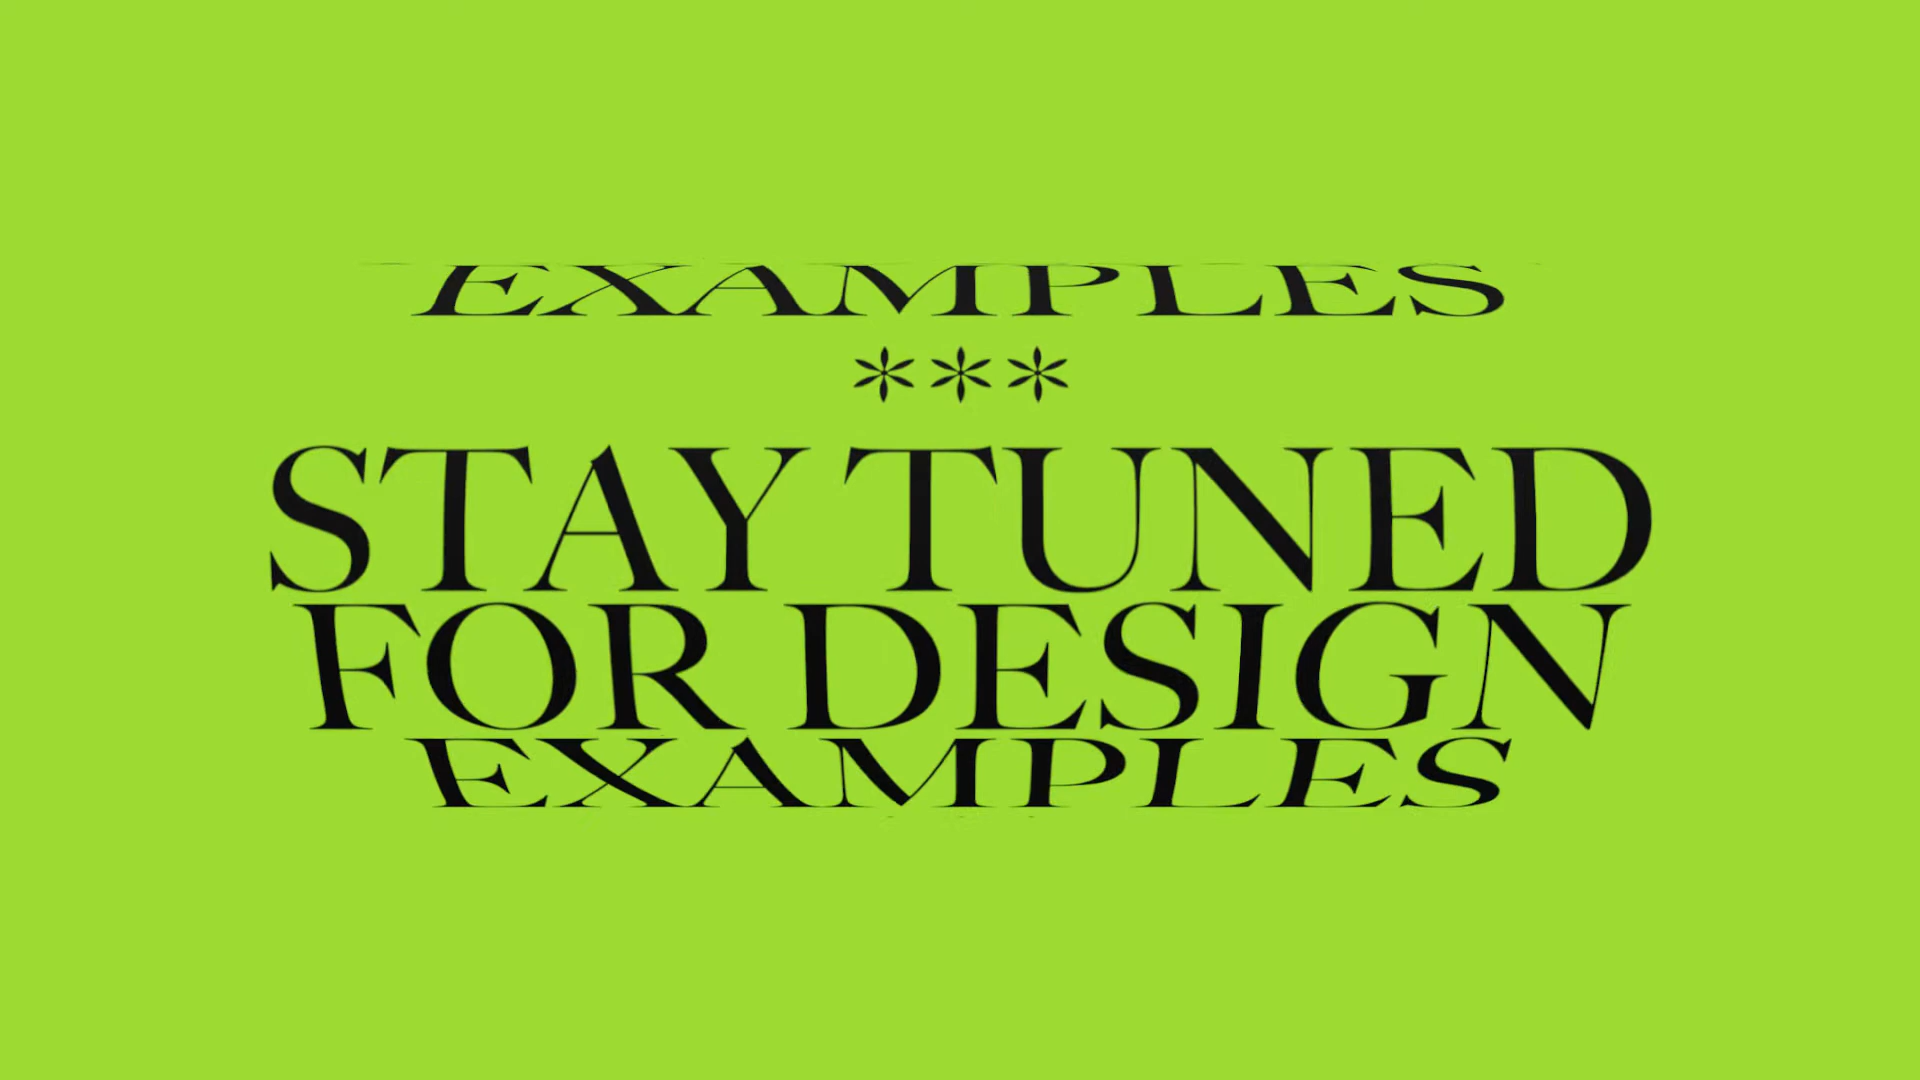 EXAMPLES
***
STAY TUNED
FOR DESIGN
EXAMPLES